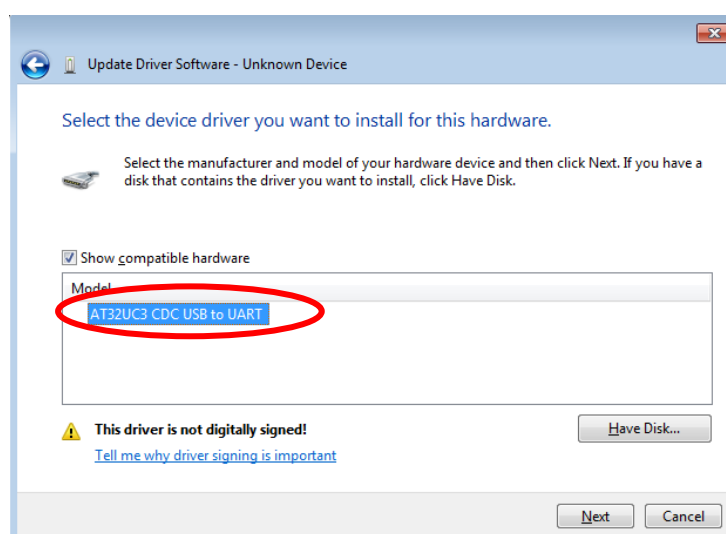 Update Driver Software - Unknown Device
Select the device driver you want to install for this hardware.
Select the manufacturer and model of your hardware device and then click Next. If you have a
disk that contains the driver you want to install, click Have Disk.
Show compatible hardware
Model
AT32UC3 CDC USB to UART
This driver is not digitally signed!
Have Disk...
Tell me why driver signing is important
Next Cancel